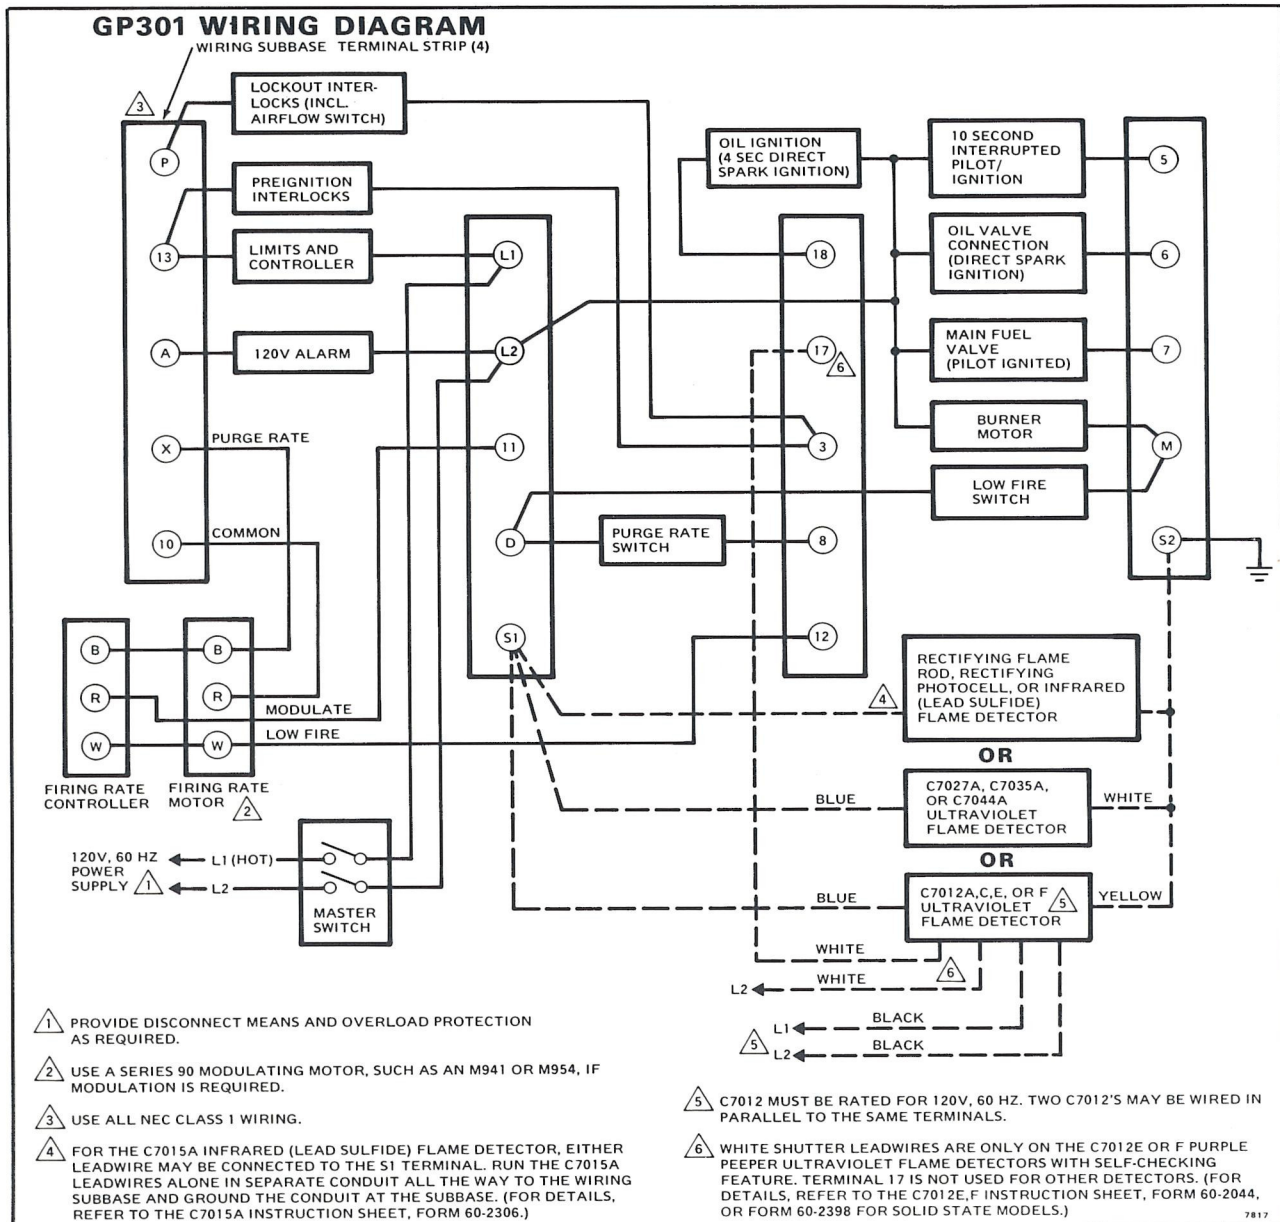 GP301 WIRING DIAGRAM
WIRING SUBBASE TERMINAL STRIP (4)
3
LOCKOUT INTER-
LOCKS (INCL.
AIRFLOW SWITCH)
P
PREIGNITION
INTERLOCKS
13
LIMITS AND
CONTROLLER
A
120V ALARM
X
PURGE RATE
10
COMMON
L1
L2
11
D
S1
PURGE RATE
SWITCH
OIL IGNITION
(4 SEC DIRECT
SPARK IGNITION)
18
17
6
3
8
12
10 SECOND
INTERRUPTED
PILOT/
IGNITION
OIL VALVE
CONNECTION
(DIRECT SPARK
IGNITION)
MAIN FUEL
VALVE
(PILOT IGNITED)
BURNER
MOTOR
LOW FIRE
SWITCH
5
6
7
M
S2
B
R
W
B
R
W
MODULATE
LOW FIRE
FIRING RATE
CONTROLLER
FIRING RATE
MOTOR 2
120V, 60 HZ
POWER
SUPPLY 1
L1 (HOT)
L2
MASTER
SWITCH
4
RECTIFYING FLAME
ROD, RECTIFYING
PHOTOCELL, OR INFRARED
(LEAD SULFIDE)
FLAME DETECTOR
OR
BLUE
C7027A, C7035A,
OR C7044A
ULTRAVIOLET
FLAME DETECTOR
WHITE
OR
BLUE
C7012A,C,E, OR F
ULTRAVIOLET
FLAME DETECTOR
5
YELLOW
WHITE
6
L2 WHITE
L1 BLACK
5
L2 BLACK
1 PROVIDE DISCONNECT MEANS AND OVERLOAD PROTECTION
AS REQUIRED.
2 USE A SERIES 90 MODULATING MOTOR, SUCH AS AN M941 OR M954, IF
MODULATION IS REQUIRED.
3 USE ALL NEC CLASS 1 WIRING.
4 FOR THE C7015A INFRARED (LEAD SULFIDE) FLAME DETECTOR, EITHER
LEADWIRE MAY BE CONNECTED TO THE S1 TERMINAL. RUN THE C7015A
LEADWIRES ALONE IN SEPARATE CONDUIT ALL THE WAY TO THE WIRING
SUBBASE AND GROUND THE CONDUIT AT THE SUBBASE. (FOR DETAILS,
REFER TO THE C7015A INSTRUCTION SHEET, FORM 60-2306.)
5 C7012 MUST BE RATED FOR 120V, 60 HZ. TWO C7012'S MAY BE WIRED IN
PARALLEL TO THE SAME TERMINALS.
6 WHITE SHUTTER LEADWIRES ARE ONLY ON THE C7012E OR F PURPLE
PEEPER ULTRAVIOLET FLAME DETECTORS WITH SELF-CHECKING
FEATURE. TERMINAL 17 IS NOT USED FOR OTHER DETECTORS. (FOR
DETAILS, REFER TO THE C7012E,F INSTRUCTION SHEET, FORM 60-2044,
OR FORM 60-2398 FOR SOLID STATE MODELS.)
7817